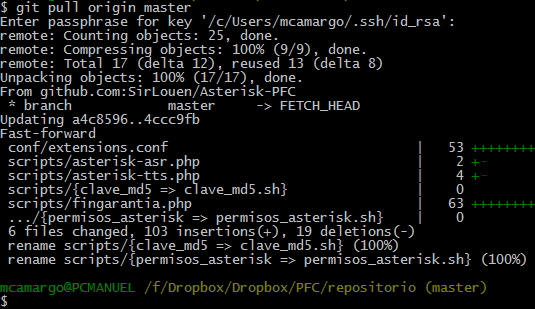 $ git pull origin master
Enter passphrase for key '/c/Users/mcamargo/.ssh/id_rsa':
remote: Counting objects: 25, done.
remote: Compressing objects: 100% (9/9), done.
remote: Total 17 (delta 12), reused 13 (delta 8)
Unpacking objects: 100% (17/17), done.
From github.com:SirLouen/Asterisk-PFC
 * branch            master     -> FETCH_HEAD
Updating a4c8596..4ccc9fb
Fast-forward
 conf/extensions.conf                               |   53 ++++++++
 scripts/asterisk-asr.php                           |    2 +-
 scripts/asterisk-tts.php                           |    4 +-
 scripts/{clave_md5 => clave_md5.sh}                |    0
 scripts/fingarantia.php                            |   63 ++++++++
 .../{permisos_asterisk => permisos_asterisk.sh}    |    0
 6 files changed, 103 insertions(+), 19 deletions(-)
 rename scripts/{clave_md5 => clave_md5.sh} (100%)
 rename scripts/{permisos_asterisk => permisos_asterisk.sh} (100%)
mcamargo@PCMANUEL /f/Dropbox/Dropbox/PFC/repositorio (master)
$